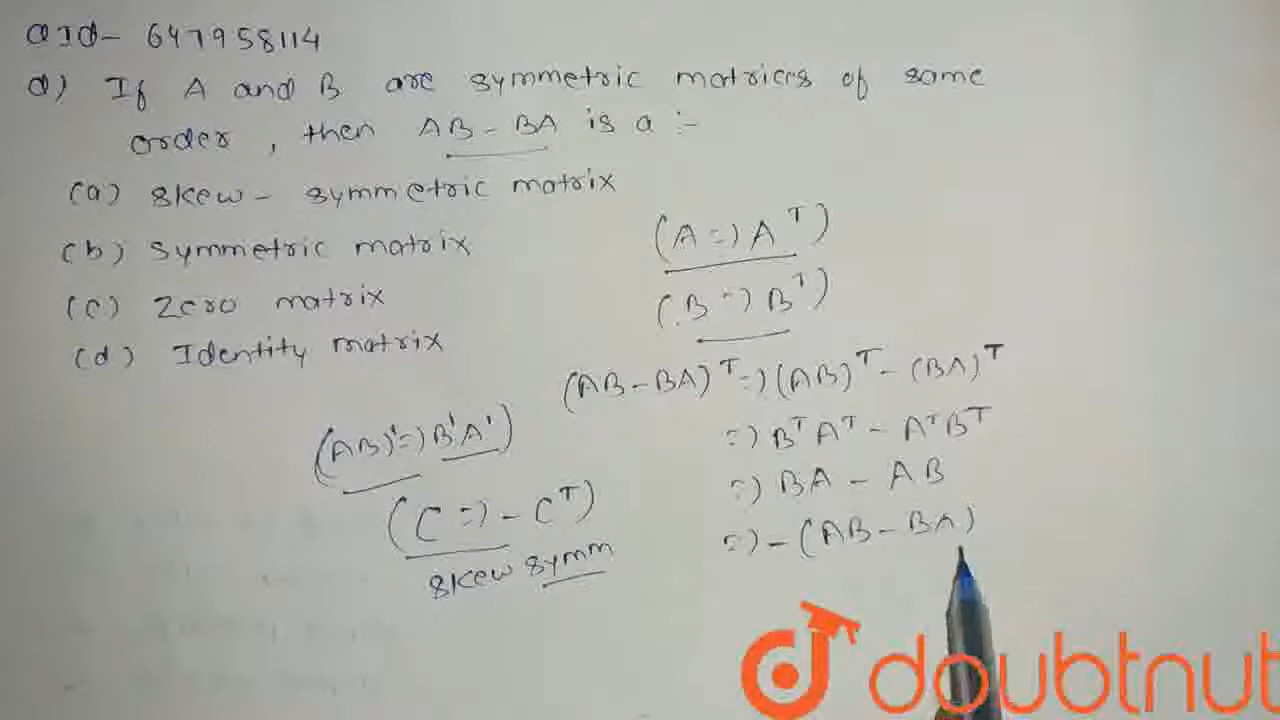 QId- 647958114
Q) If A and B are symmetric matrices of same
order, then AB - BA is a :-
(a) skew - symmetric matrix
(b) symmetric matrix
(c) Zero matrix
(d) Identity matrix
(A => A^T)
(B => B^T)
(AB - BA)^T => (AB)^T - (BA)^T
=> B^T A^T - A^T B^T
=> BA - AB
=> - (AB - BA)
(AB)' => B'A')
(C => - C^T)
skew symm
doubtnut